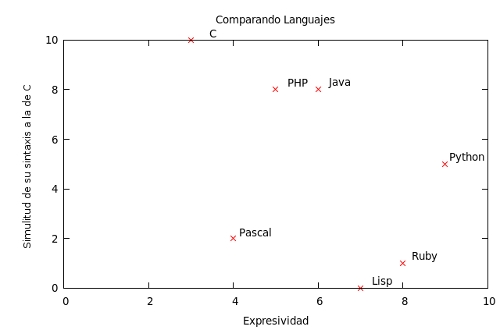 Comparando Languajes
C
10
PHP
Java
8
Python
6
4
Pascal
2
Ruby
Lisp
0
0
2
4
6
8
10
Simulitud de su sintaxis a la de C
Expresividad